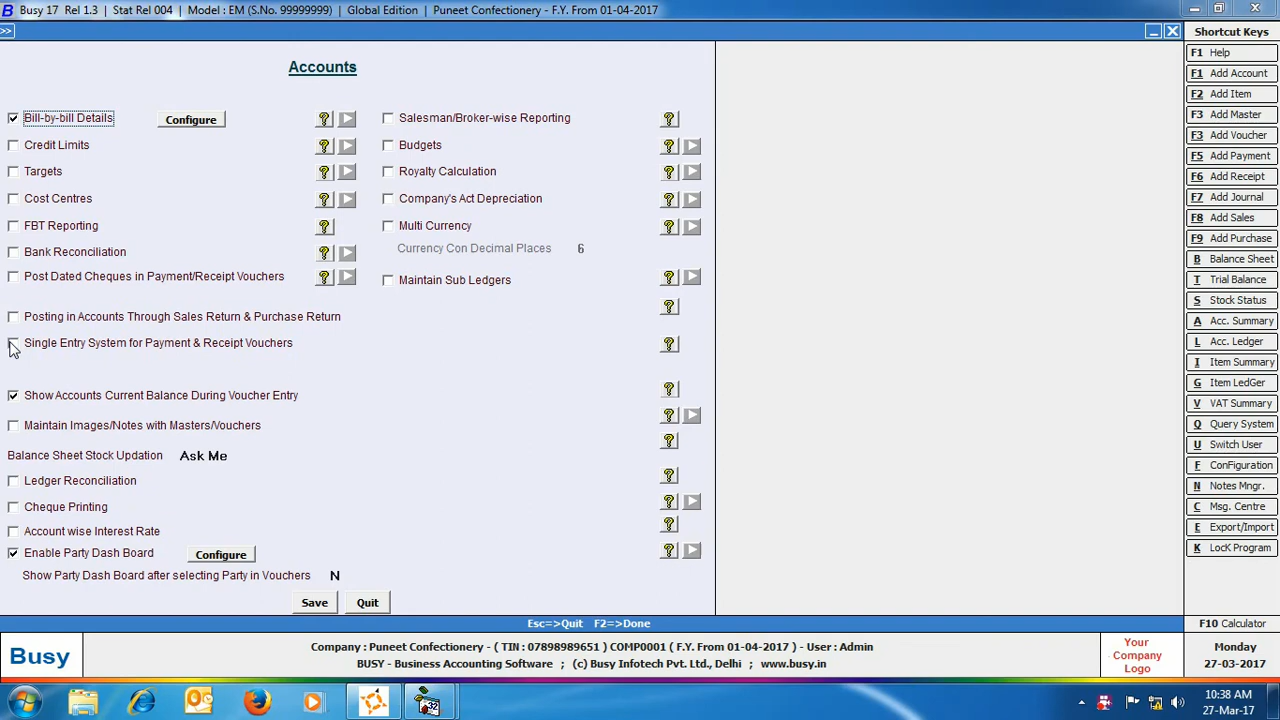 Busy 17 Rel 1.3 | Stat Rel 004 | Model : EM (S.No. 99999999) | Global Edition | Puneet Confectionery - F.Y. From 01-04-2017
>>
Accounts
Bill-by-bill Details Configure ?
Credit Limits ?
Targets ?
Cost Centres ?
FBT Reporting ?
Bank Reconciliation ?
Post Dated Cheques in Payment/Receipt Vouchers ?
Posting in Accounts Through Sales Return & Purchase Return ?
Single Entry System for Payment & Receipt Vouchers ?
Show Accounts Current Balance During Voucher Entry ?
Maintain Images/Notes with Masters/Vouchers ?
Balance Sheet Stock Updation Ask Me ?
Ledger Reconciliation ?
Cheque Printing ?
Account wise Interest Rate ?
Enable Party Dash Board Configure ?
Show Party Dash Board after selecting Party in Vouchers N
Save Quit
Salesman/Broker-wise Reporting ?
Budgets ?
Royalty Calculation ?
Company's Act Depreciation ?
Multi Currency ?
Currency Con Decimal Places 6
Maintain Sub Ledgers ?
Shortcut Keys
F1 Help
F1 Add Account
F2 Add Item
F3 Add Master
F3 Add Voucher
F5 Add Payment
F6 Add Receipt
F7 Add Journal
F8 Add Sales
F9 Add Purchase
B Balance Sheet
T Trial Balance
S Stock Status
A Acc. Summary
L Acc. Ledger
I Item Summary
G Item LedGer
V VAT Summary
Q Query System
U Switch User
F ConFiguration
N Notes Mngr.
C Msg. Centre
E Export/Import
K LocK Program
Esc=>Quit F2=>Done
F10 Calculator
Busy
Company : Puneet Confectionery - ( TIN : 07898989651 ) COMP0001 ( F.Y. From 01-04-2017 ) - User : Admin
BUSY - Business Accounting Software ; (c) Busy Infotech Pvt. Ltd., Delhi ; www.busy.in
Your
Company
Logo
Monday
27-03-2017
32
10:38 AM
27-Mar-17